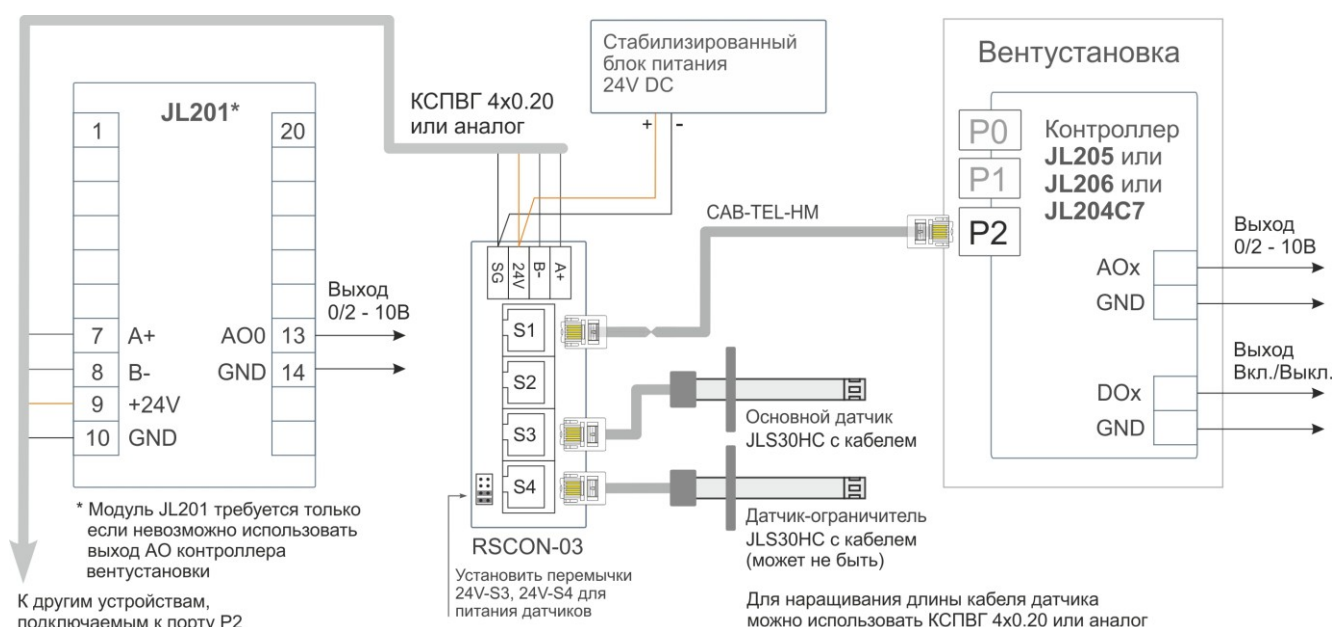 Стабилизированный
блок питания
24V DC
+ -
Вентустановка
КСПВГ 4x0.20
или аналог
JL201*
1
20
7 A+
8 B-
9 +24V
10 GND
AO0 13
GND 14
Выход
0/2 - 10В
SG
24V
B-
A+
S1
S2
S3
S4
RSCON-03
CAB-TEL-HM
P0
P1
P2
Контроллер
JL205 или
JL206 или
JL204C7
AOx
GND
DOx
GND
Выход
0/2 - 10В
Выход
Вкл./Выкл.
Основной датчик
JLS30HC с кабелем
Датчик-ограничитель
JLS30HC с кабелем
(может не быть)
* Модуль JL201 требуется только
если невозможно использовать
выход АО контроллера
вентустановки
Установить перемычки
24V-S3, 24V-S4 для
питания датчиков
К другим устройствам,
подключаемым к порту P2
Для наращивания длины кабеля датчика
можно использовать КСПВГ 4x0.20 или аналог